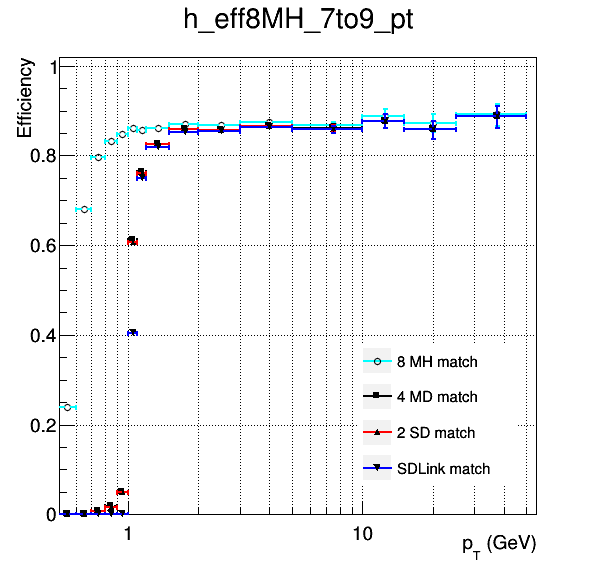 h_eff8MH_7to9_pt
Efficiency
1
0.8
0.6
0.4
0.2
0
8 MH match
4 MD match
2 SD match
SDLink match
1
10
p_T (GeV)